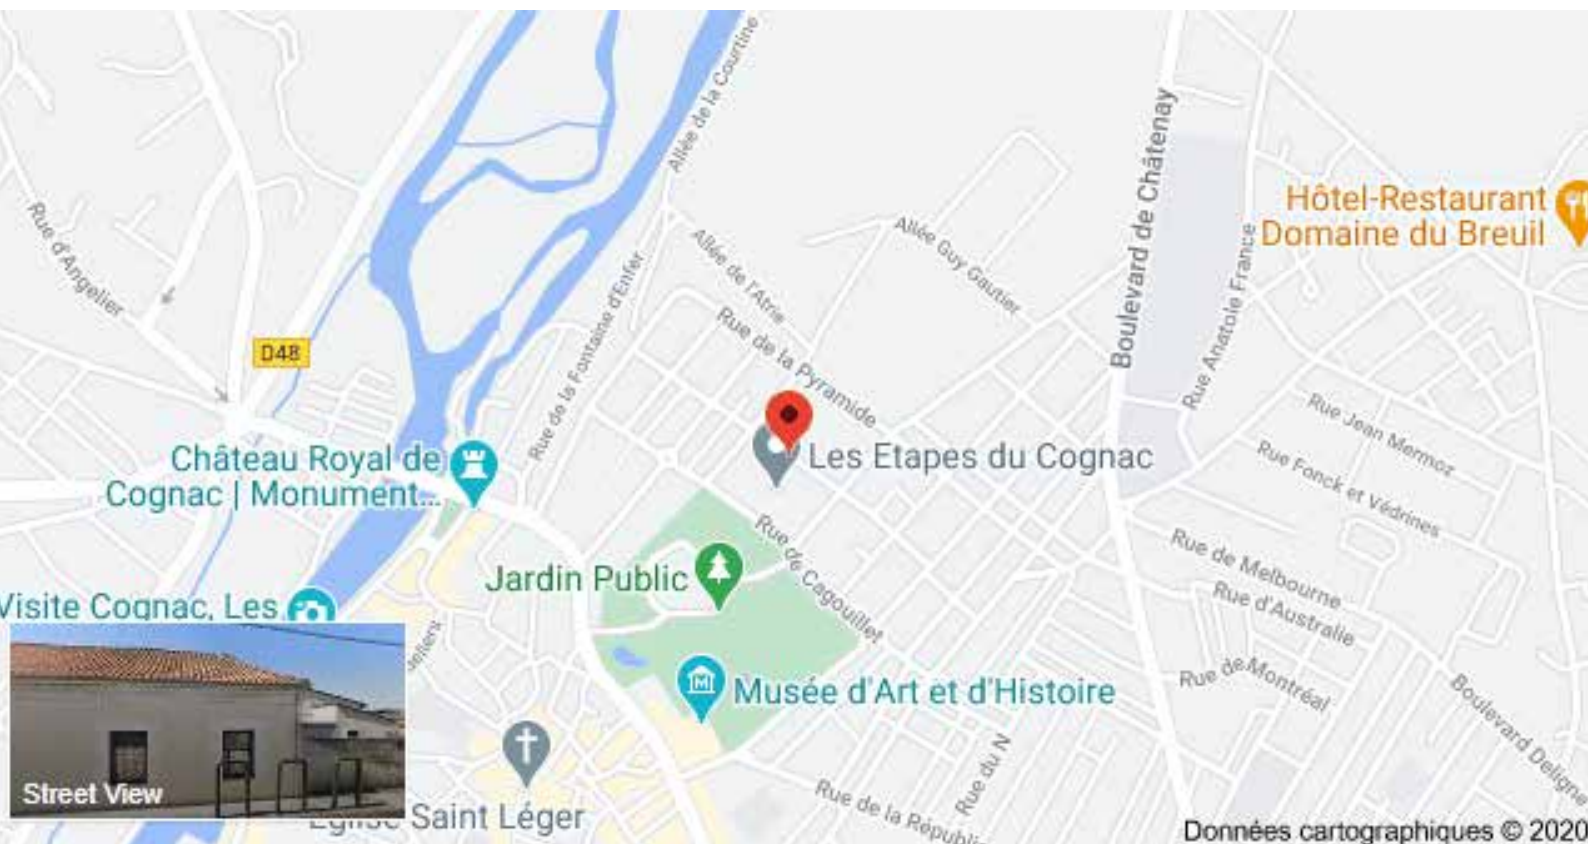 Allée de la Courtine
Boulevard de Châtenay
Hôtel-Restaurant
Domaine du Breuil
Rue d'Angelier
Allée Guy Gautier
Allée de l'Atrie
Rue de la Fontaine d'Enfer
Rue Anatole France
D48
Rue de la Pyramide
Rue Jean Mermoz
Château Royal de
Cognac | Monument...
Les Etapes du Cognac
Rue Fonck et Védrines
Rue de Cagouillet
Jardin Public
Rue de Melbourne
Rue d'Australie
Visite Cognac, Les
Musée d'Art et d'Histoire
Rue de Montréal
Boulevard Deligne
Street View
Rue du N
Rue de la Républi
Saint Léger
Données cartographiques © 2020